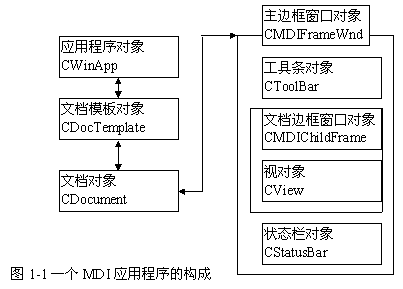 应用程序对象
CWinApp
文档模板对象
CDocTemplate
文档对象
CDocument
主边框窗口对象
CMDIFrameWnd
工具条对象
CToolBar
文档边框窗口对象
CMDIChildFrame
视对象
CView
状态栏对象
CStatusBar
图 1-1一个 MDI 应用程序的构成